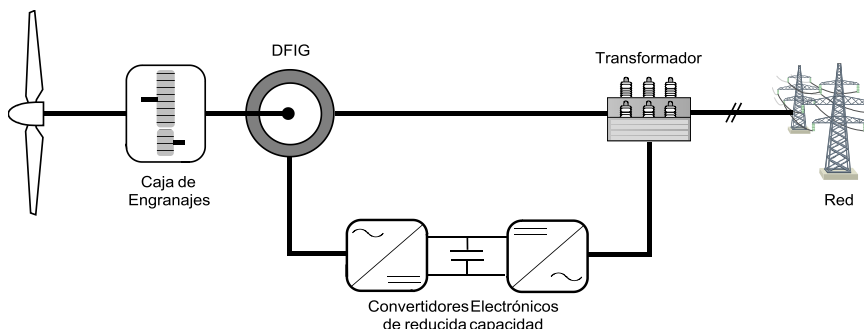 DFIG
Transformador
Caja de
Engranajes
Red
Convertidores Electrónicos
de reducida capacidad